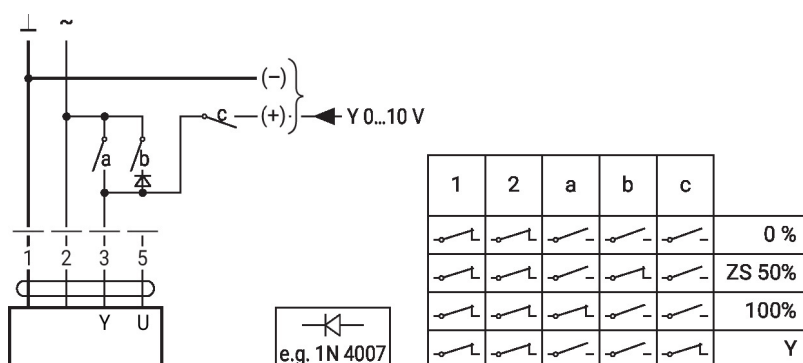 ⊥ ~
(−)
c (+) Y 0...10 V
a b
1 2 3 5
Y U
e.g. 1N 4007
1 2 a b c
0 %
ZS 50%
100%
Y